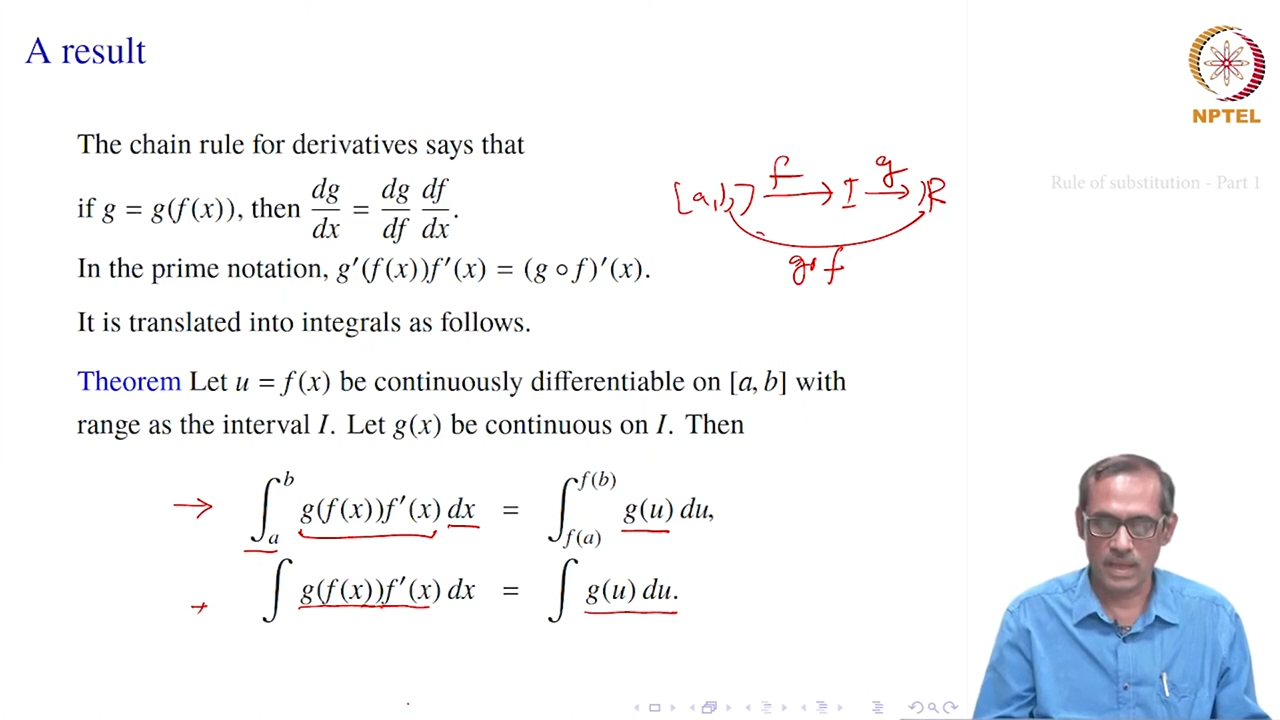 A result
NPTEL
Rule of substitution - Part 1
The chain rule for derivatives says that
if g = g(f(x)), then dg/dx = dg/df df/dx.
[a,b] f → I g → R
g∘f
In the prime notation, g′(f(x))f′(x) = (g ∘ f)′(x).
It is translated into integrals as follows.
Theorem Let u = f(x) be continuously differentiable on [a, b] with
range as the interval I. Let g(x) be continuous on I. Then
→ ∫_a^b g(f(x))f′(x) dx = ∫_{f(a)}^{f(b)} g(u) du,
∫ g(f(x))f′(x) dx = ∫ g(u) du.